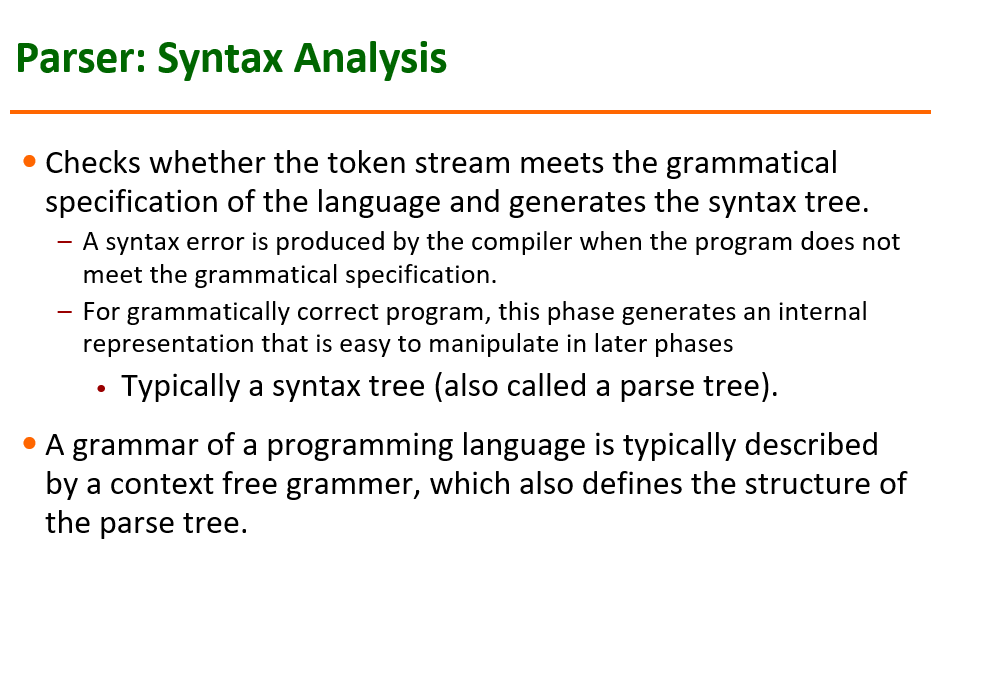 Parser: Syntax Analysis
• Checks whether the token stream meets the grammatical
specification of the language and generates the syntax tree.
– A syntax error is produced by the compiler when the program does not
meet the grammatical specification.
– For grammatically correct program, this phase generates an internal
representation that is easy to manipulate in later phases
• Typically a syntax tree (also called a parse tree).
• A grammar of a programming language is typically described
by a context free grammer, which also defines the structure of
the parse tree.